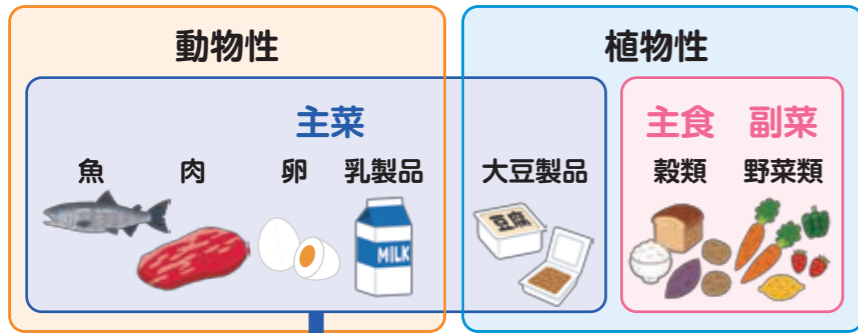 動物性 植物性
主菜 主食 副菜
魚 肉 卵 乳製品 大豆製品 穀類 野菜類
豆腐
MILK